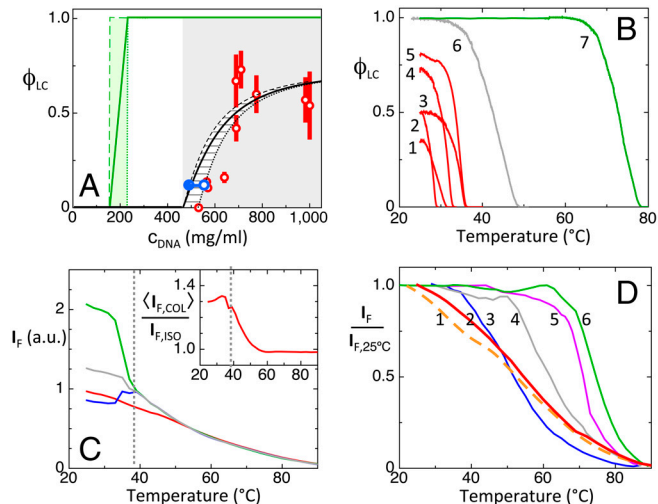 1.0
ϕLC
0.5
0
A
0 200 400 600 800 1,000
cDNA (mg/ml)
1.0
ϕLC
0.5
0
B
1
2
3
4
5
6
7
20 40 60 80
Temperature (°C)
2
IF (a.u.)
1
0
C
20 40 60 80
Temperature (°C)
⟨IF,COL⟩
IF,ISO
1.4
1.2
1.0
20 40 60 80
1.0
IF
IF,25°C
0.5
0
D
1 2 3 4 5 6
20 40 60 80
Temperature (°C)